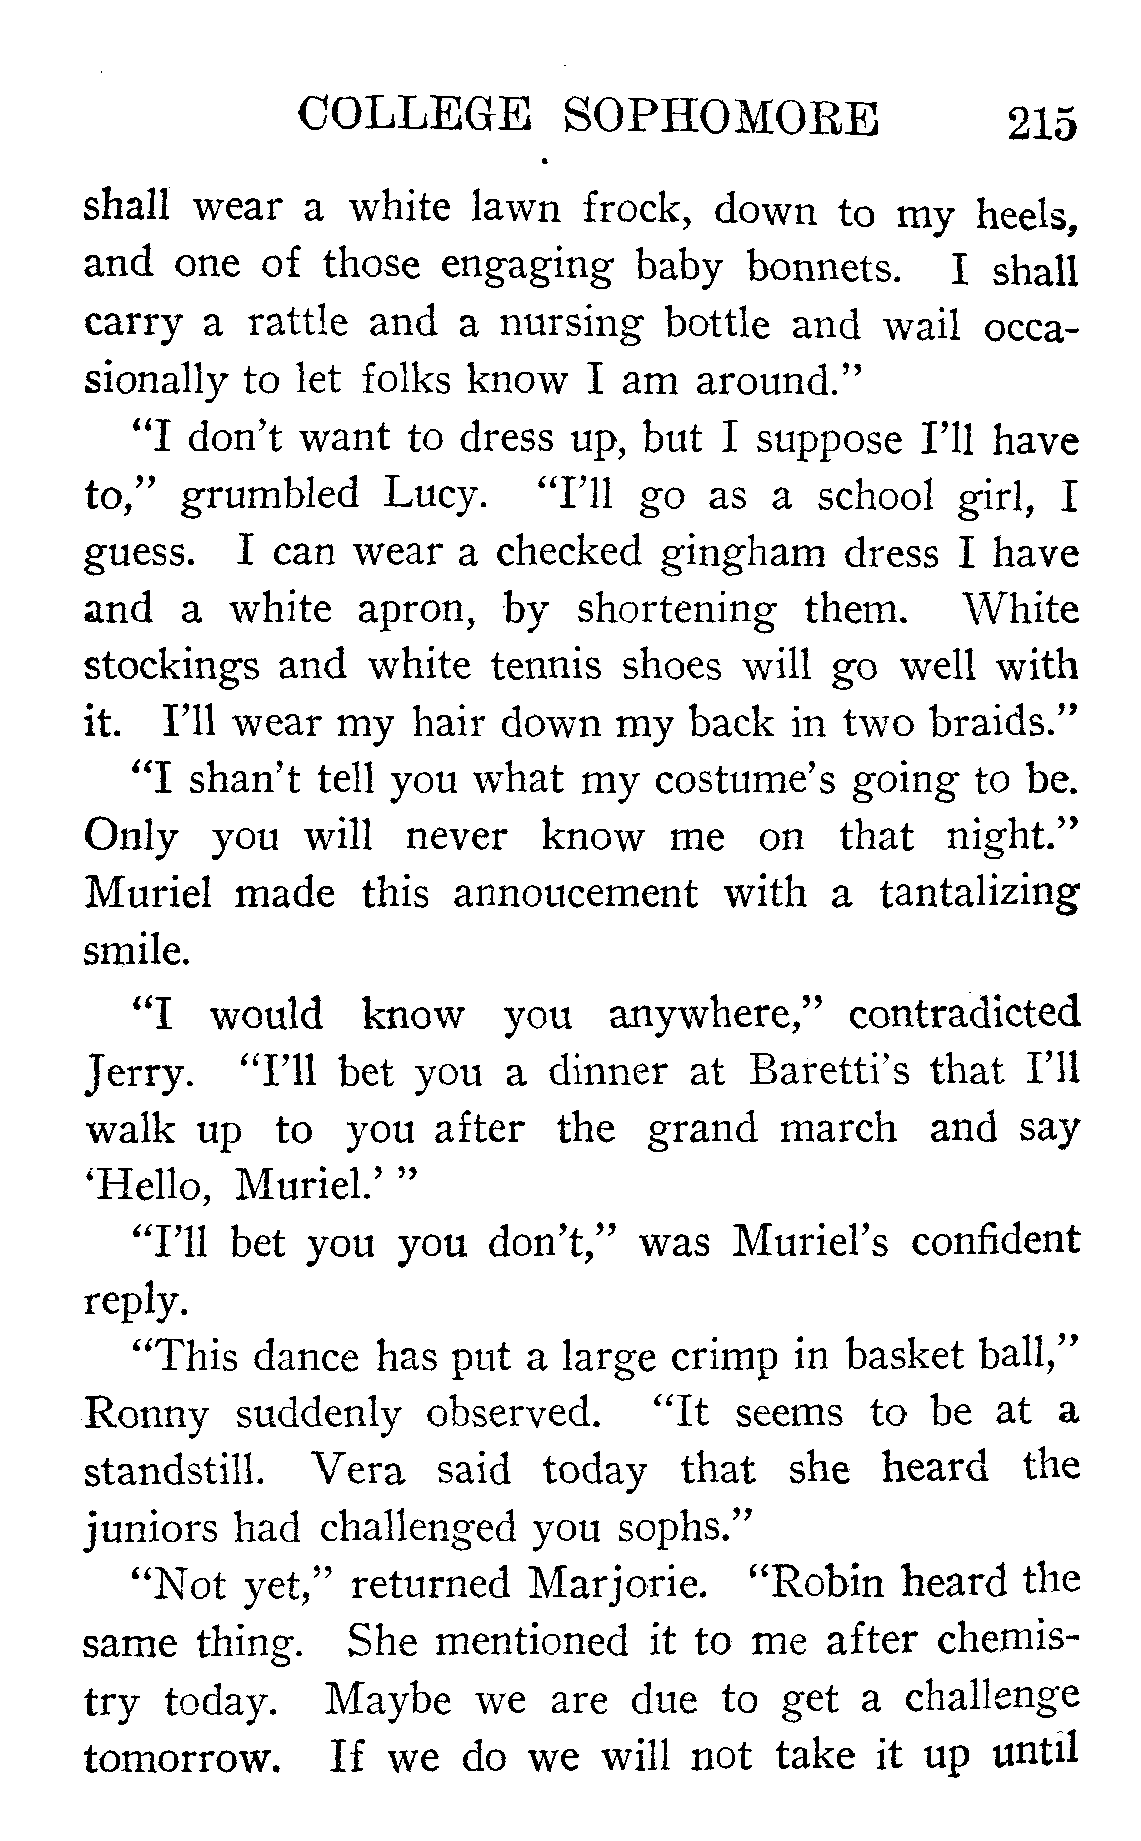 COLLEGE SOPHOMORE 215
shall wear a white lawn frock, down to my heels,
and one of those engaging baby bonnets. I shall
carry a rattle and a nursing bottle and wail occa-
sionally to let folks know I am around.”
“I don’t want to dress up, but I suppose I’ll have
to,” grumbled Lucy. “I’ll go as a school girl, I
guess. I can wear a checked gingham dress I have
and a white apron, by shortening them. White
stockings and white tennis shoes will go well with
it. I’ll wear my hair down my back in two braids.”
“I shan’t tell you what my costume’s going to be.
Only you will never know me on that night.”
Muriel made this annoucement with a tantalizing
smile.
“I would know you anywhere,” contradicted
Jerry. “I’ll bet you a dinner at Baretti’s that I’ll
walk up to you after the grand march and say
‘Hello, Muriel.’ ”
“I’ll bet you you don’t,” was Muriel’s confident
reply.
“This dance has put a large crimp in basket ball,”
Ronny suddenly observed. “It seems to be at a
standstill. Vera said today that she heard the
juniors had challenged you sophs.”
“Not yet,” returned Marjorie. “Robin heard the
same thing. She mentioned it to me after chemis-
try today. Maybe we are due to get a challenge
tomorrow. If we do we will not take it up until